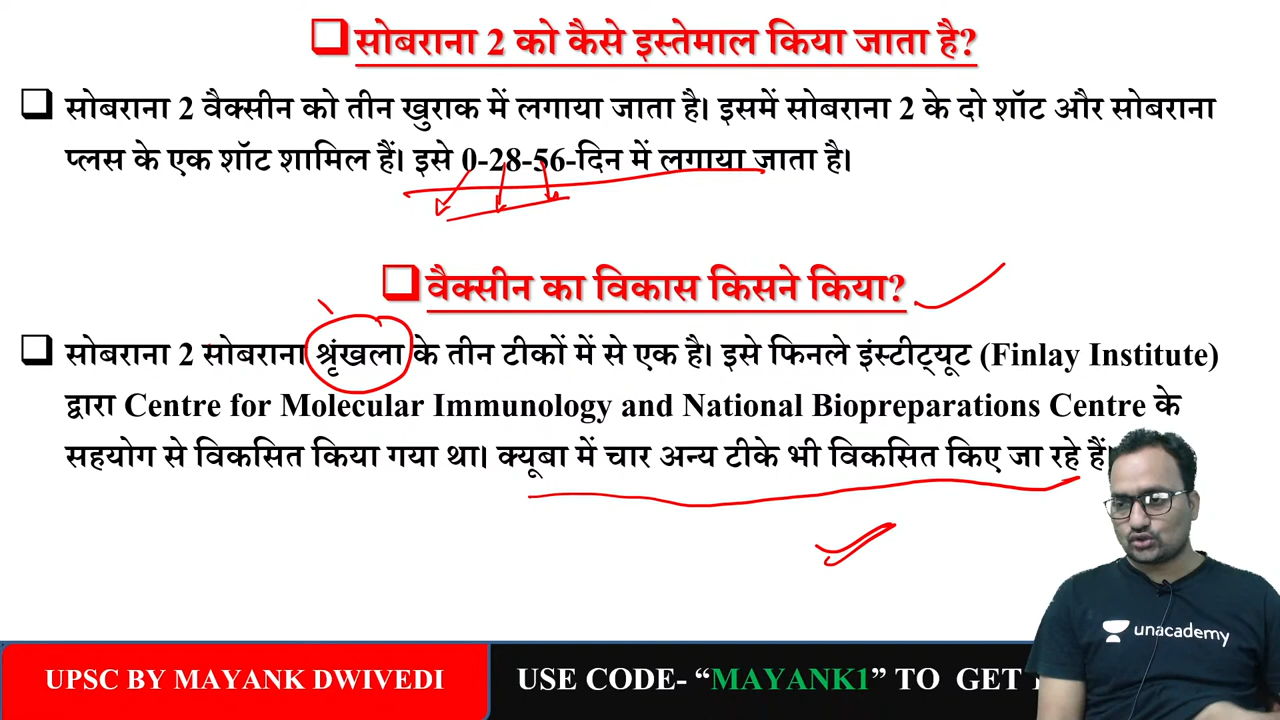 सोबराना 2 को कैसे इस्तेमाल किया जाता है?
सोबराना 2 वैक्सीन को तीन खुराक में लगाया जाता है। इसमें सोबराना 2 के दो शॉट और सोबराना
प्लस के एक शॉट शामिल हैं। इसे 0-28-56-दिन में लगाया जाता है।
वैक्सीन का विकास किसने किया?
सोबराना 2 सोबराना श्रृंखला के तीन टीकों में से एक है। इसे फिनले इंस्टीट्यूट (Finlay Institute)
द्वारा Centre for Molecular Immunology and National Biopreparations Centre के
सहयोग से विकसित किया गया था। क्यूबा में चार अन्य टीके भी विकसित किए जा रहे हैं।
unacademy
UPSC BY MAYANK DWIVEDI
USE CODE- “MAYANK1” TO GET